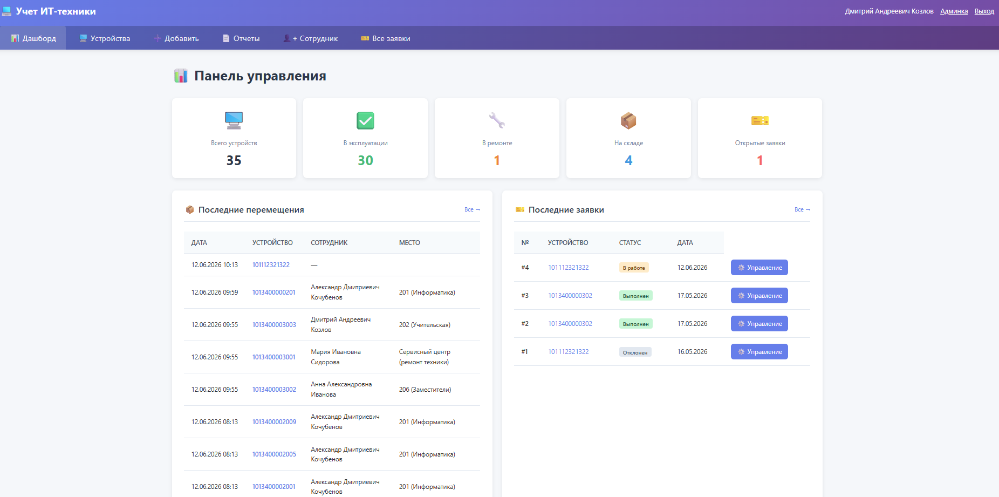 Учет ИТ-техники
Дмитрий Андреевич Козлов Админка Выход
Дашборд Устройства Добавить Отчеты + Сотрудник Все заявки
Панель управления
Всего устройств
35
В эксплуатации
30
В ремонте
1
На складе
4
Открытые заявки
1
Последние перемещения Все →
ДАТА УСТРОЙСТВО СОТРУДНИК МЕСТО
12.06.2026 10:13 101112321322 —
12.06.2026 09:59 1013400000201 Александр Дмитриевич Кочубенов 201 (Информатика)
12.06.2026 09:55 1013400003003 Дмитрий Андреевич Козлов 202 (Учительская)
12.06.2026 09:55 1013400003001 Мария Ивановна Сидорова Сервисный центр (ремонт техники)
12.06.2026 09:55 1013400003002 Анна Александровна Иванова 206 (Заместители)
12.06.2026 08:13 1013400002009 Александр Дмитриевич Кочубенов 201 (Информатика)
12.06.2026 08:13 1013400002005 Александр Дмитриевич Кочубенов 201 (Информатика)
12.06.2026 08:13 1013400002001 Александр Дмитриевич Кочубенов 201 (Информатика)
Последние заявки Все →
№ УСТРОЙСТВО СТАТУС ДАТА
#4 101112321322 В работе 12.06.2026 Управление
#3 1013400000302 Выполнен 17.05.2026 Управление
#2 1013400000302 Выполнен 17.05.2026 Управление
#1 101112321322 Отклонен 16.05.2026 Управление